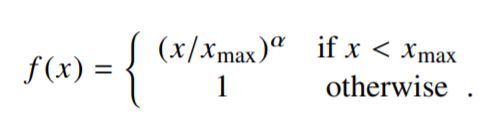 f(x) = { (x/x_max)^α if x < x_max
1 otherwise .